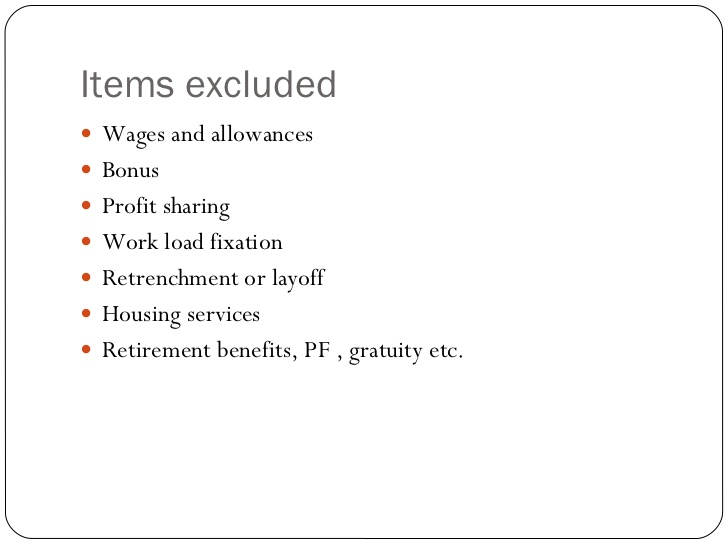 Items excluded
• Wages and allowances
• Bonus
• Profit sharing
• Work load fixation
• Retrenchment or layoff
• Housing services
• Retirement benefits, PF , gratuity etc.